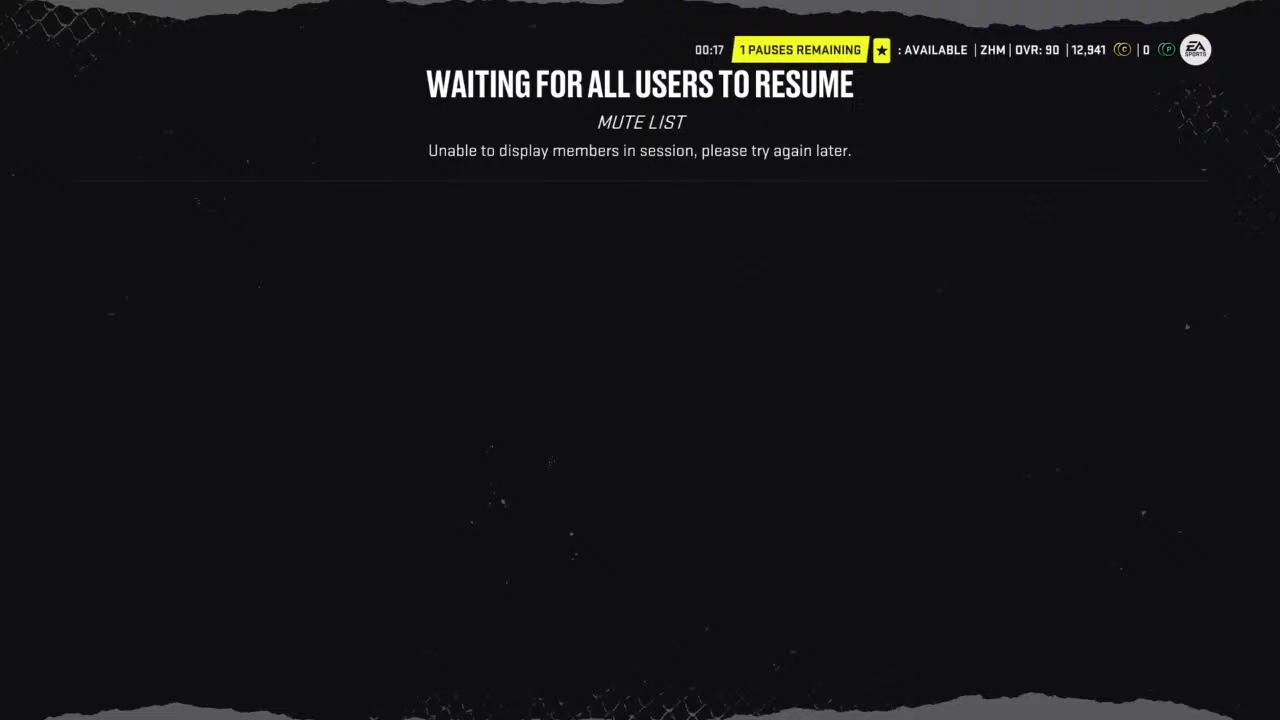 00:17 1 PAUSES REMAINING ★ : AVAILABLE | ZHM | OVR: 90 | 12,941 C | 0 P EA SPORTS
WAITING FOR ALL USERS TO RESUME
MUTE LIST
Unable to display members in session, please try again later.